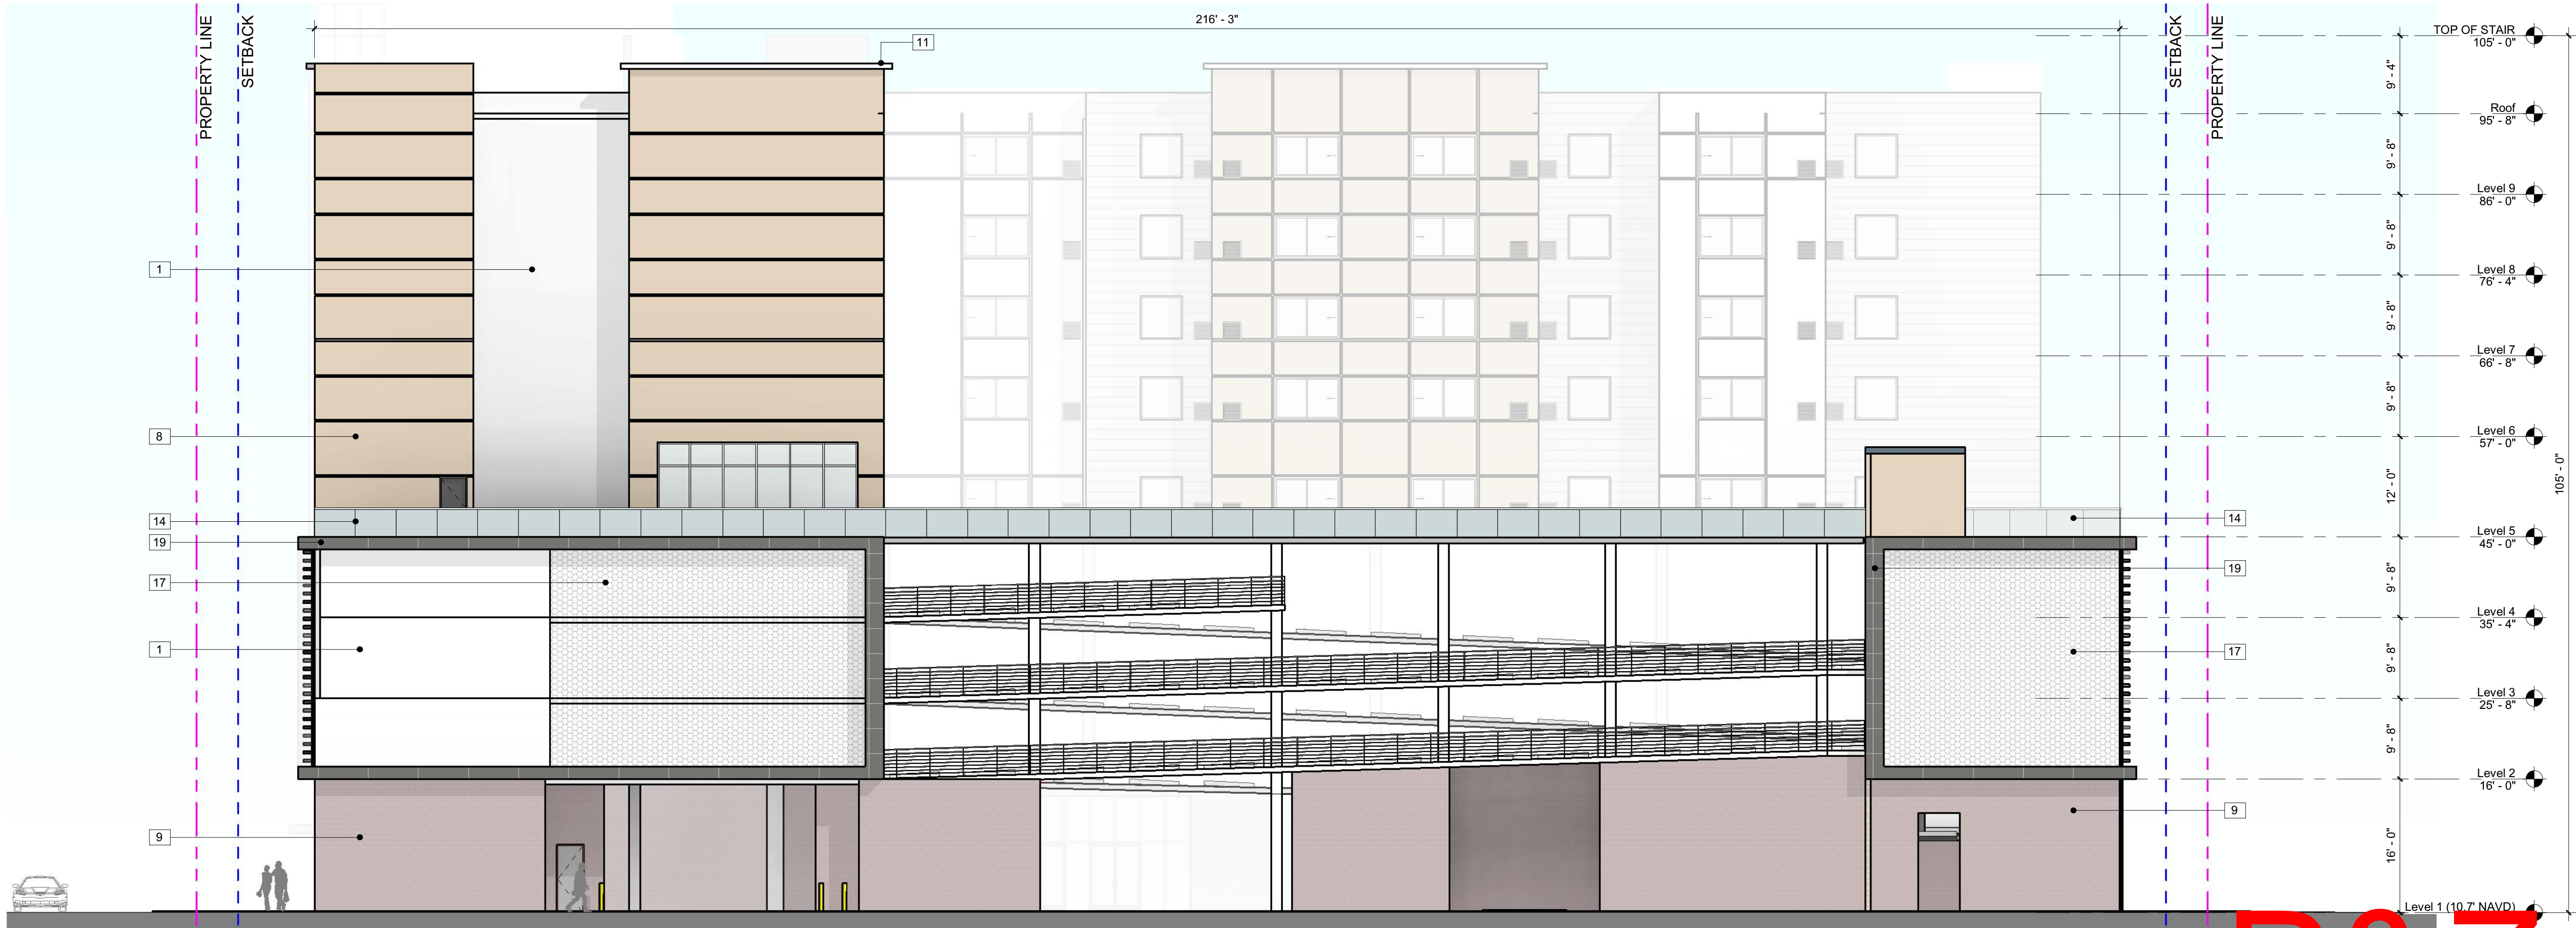 216' - 3"
PROPERTY LINE
SETBACK
SETBACK
PROPERTY LINE
11
1
8
14
19
17
1
9
14
19
17
9
TOP OF STAIR
105' - 0"
9' - 4"
Roof
95' - 8"
9' - 8"
Level 9
86' - 0"
9' - 8"
Level 8
76' - 4"
9' - 8"
Level 7
66' - 8"
9' - 8"
Level 6
57' - 0"
12' - 0"
105' - 0"
Level 5
45' - 0"
9' - 8"
Level 4
35' - 4"
9' - 8"
Level 3
25' - 8"
9' - 8"
Level 2
16' - 0"
16' - 0"
Level 1 (10.7' NAVD)